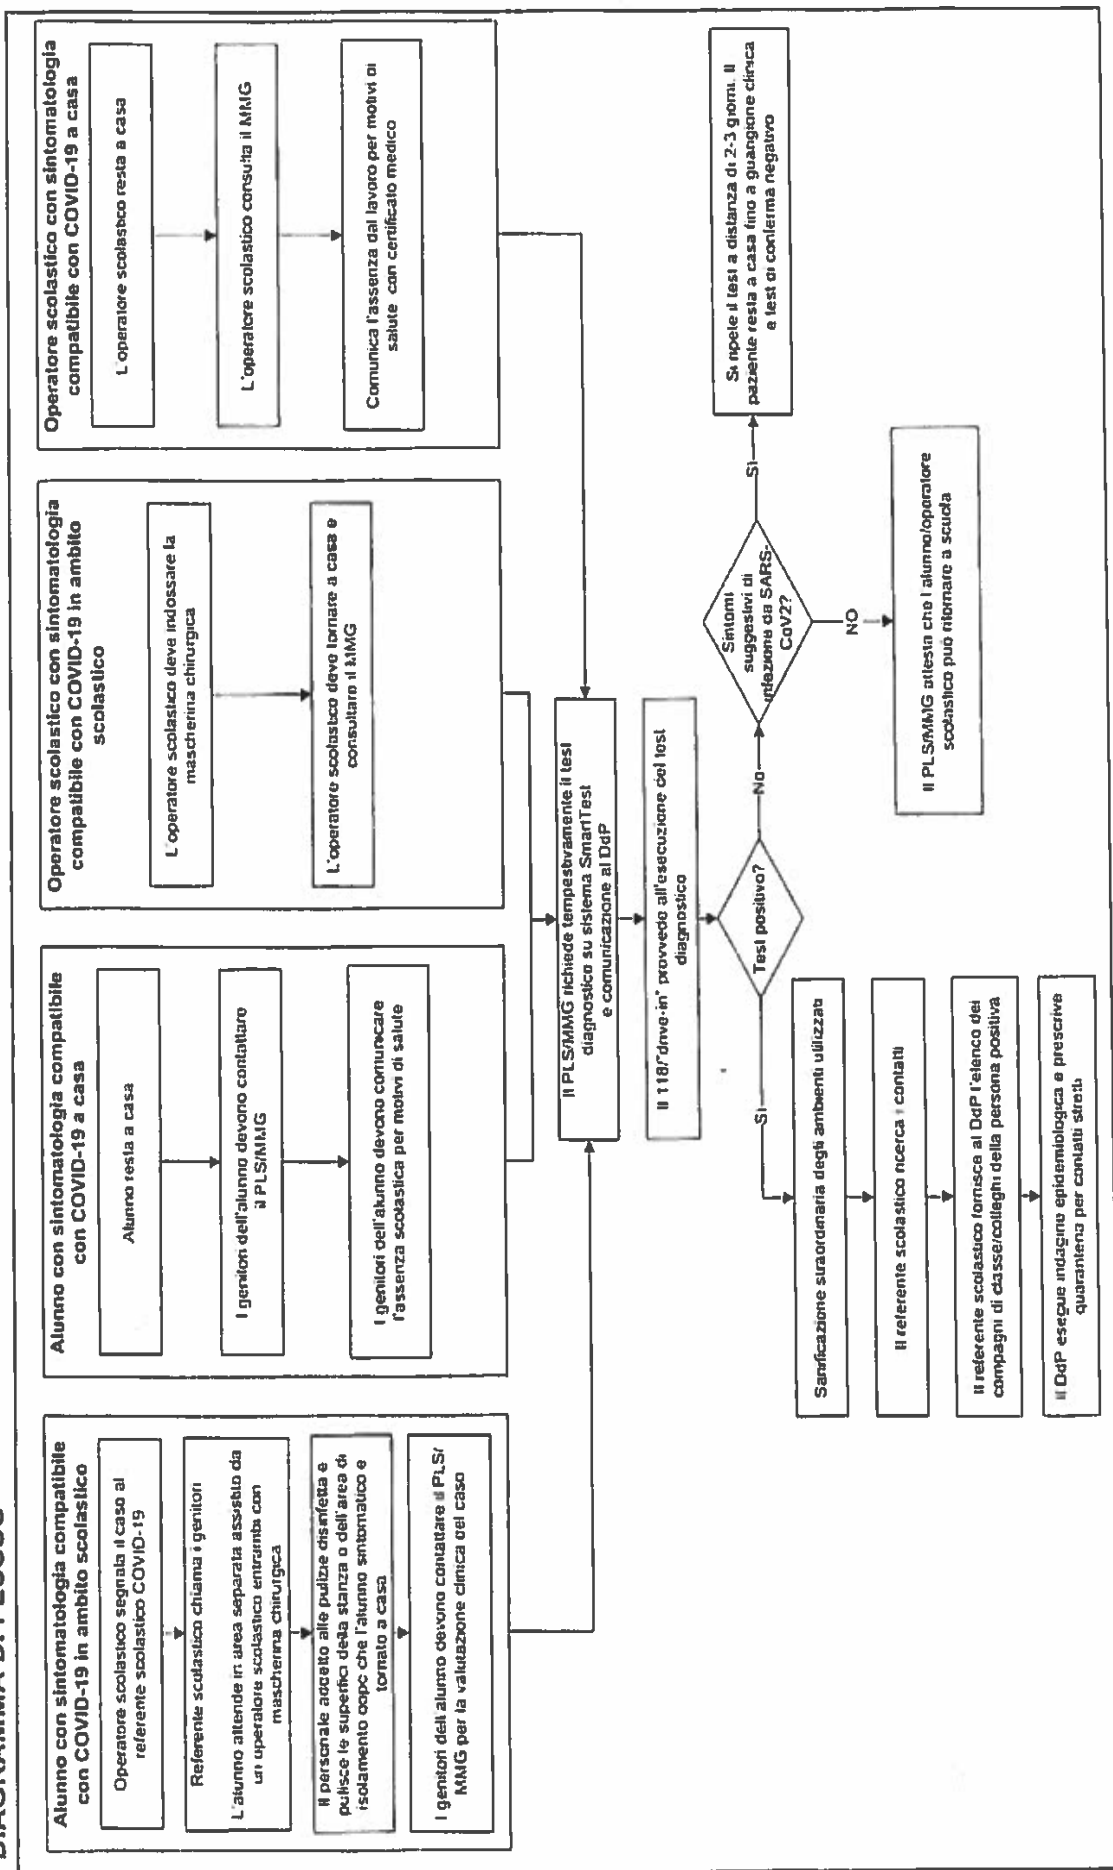 DIAGRAMMA DI FLUSSO
Alunno con sintomatologia compatibile
con COVID-19 in ambito scolastico
Operatore scolastico segnala il caso al
referente scolastico COVID-19
Referente scolastico chiama i genitori
L'alunno attende in area separata assistito da
un operatore scolastico entrambi con
mascherina chirurgica
Il personale addetto alle pulizie disinfetta e
pulisce le superfici della stanza o dell'area di
isolamento dopo che l'alunno sintomatico e
tornato a casa
I genitori dell'alunno devono contattare il PLS/
MMG per la valutazione clinica del caso
Alunno con sintomatologia compatibile
con COVID-19 a casa
Alunno resta a casa
I genitori dell'alunno devono contattare
il PLS/MMG
I genitori dell'alunno devono comunicare
l'assenza scolastica per motivi di salute
Operatore scolastico con sintomatologia
compatibile con COVID-19 in ambito
scolastico
L'operatore scolastico deve indossare la
mascherina chirurgica
L'operatore scolastico deve tornare a casa e
consultare il MMG
Operatore scolastico con sintomatologia
compatibile con COVID-19 a casa
L'operatore scolastico resta a casa
L'operatore scolastico consulta il MMG
Comunica l'assenza dal lavoro per motivi di
salute con certificato medico
Il PLS/MMG richiede tempestivamente il test
diagnostico su sistema SmartTest
e comunicazione al DdP
Il 118/"drive-in" provvede all'esecuzione del test
diagnostico
Test positivo?
Si
No
Sanificazione straordinaria degli ambienti utilizzati
Il referente scolastico ricerca i contatti
Il referente scolastico fornisce al DdP l'elenco dei
compagni di classe/colleghi della persona positiva
Il DdP esegue indagine epidemiologica e prescrive
quarantena per contatti stretti
Sintomi
suggestivi di
infezione da SARS-
CoV2?
Si
NO
Si ripete il test a distanza di 2-3 giorni. Il
paziente resta a casa fino a guarigione clinica
e test di conferma negativo
Il PLS/MMG attesta che l'alunno/operatore
scolastico può ritornare a scuola